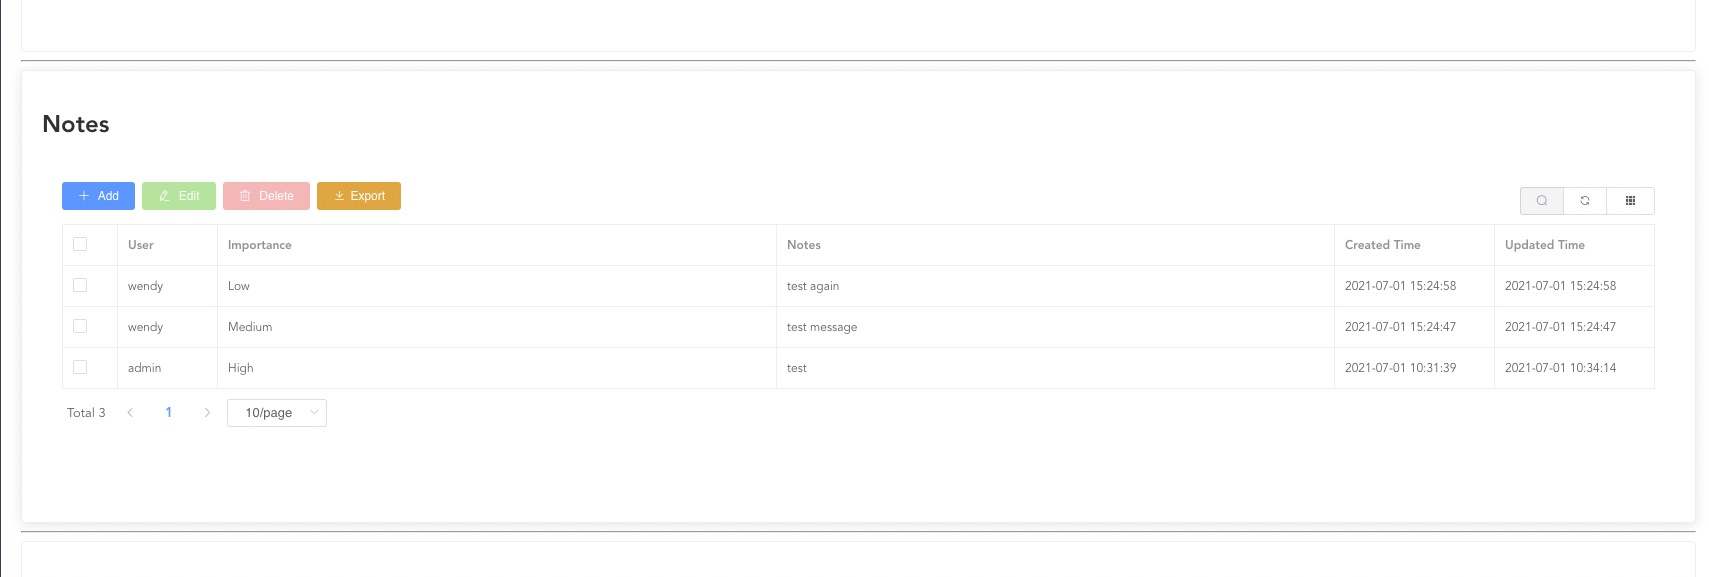 Notes
Add Edit Delete Export
User Importance Notes Created Time Updated Time
wendy Low test again 2021-07-01 15:24:58 2021-07-01 15:24:58
wendy Medium test message 2021-07-01 15:24:47 2021-07-01 15:24:47
admin High test 2021-07-01 10:31:39 2021-07-01 10:34:14
Total 3 1 10/page